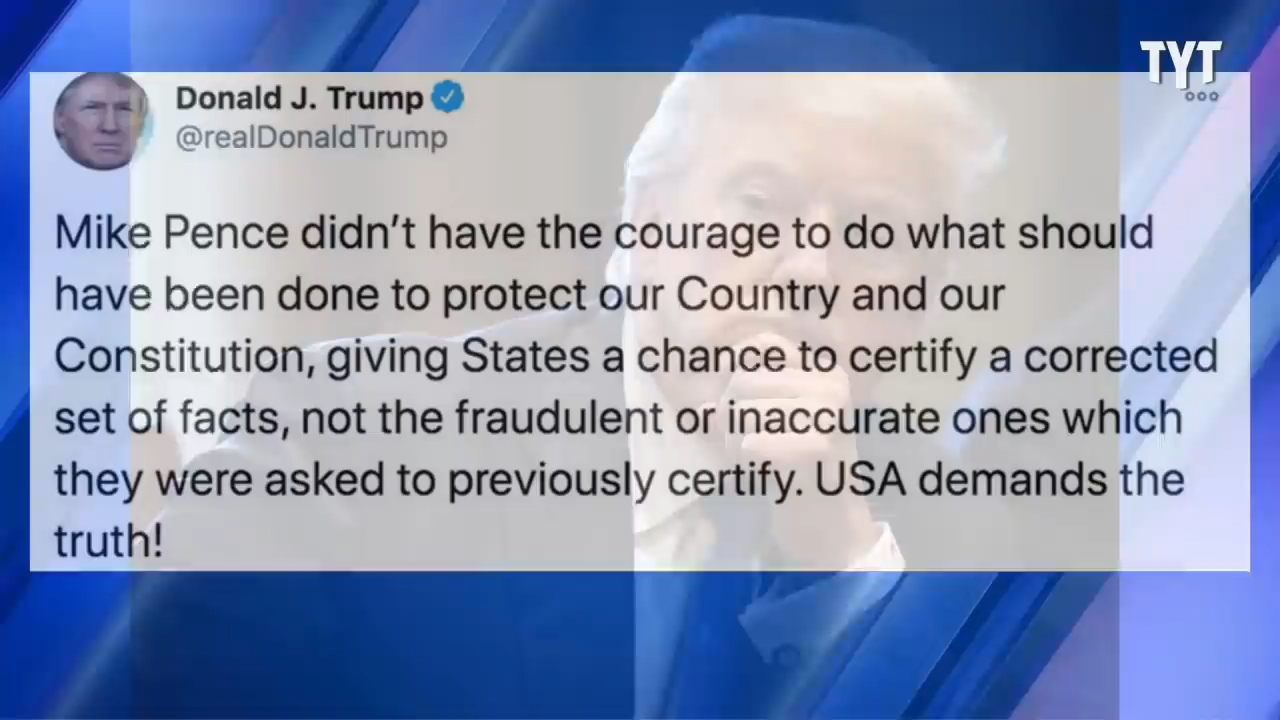 TYT
Donald J. Trump
@realDonaldTrump
Mike Pence didn’t have the courage to do what should
have been done to protect our Country and our
Constitution, giving States a chance to certify a corrected
set of facts, not the fraudulent or inaccurate ones which
they were asked to previously certify. USA demands the
truth!